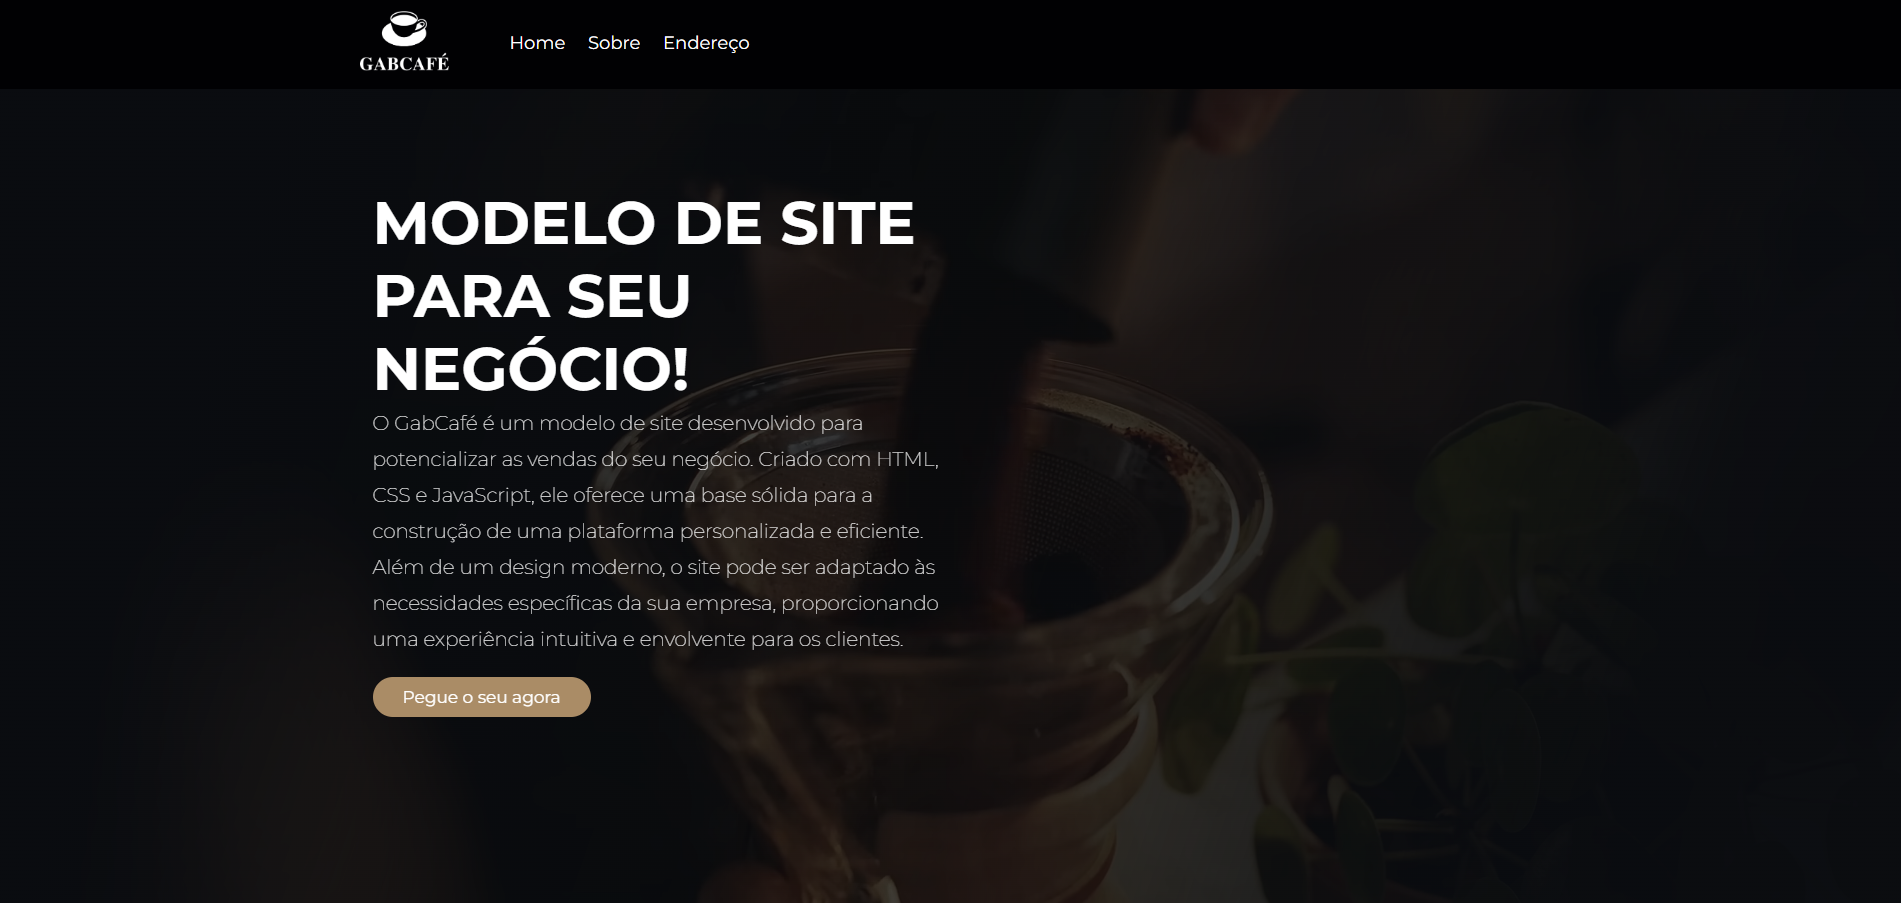 GABCAFÉ
Home Sobre Endereço
MODELO DE SITE
PARA SEU
NEGÓCIO!
O GabCafé é um modelo de site desenvolvido para
potencializar as vendas do seu negócio. Criado com HTML,
CSS e JavaScript, ele oferece uma base sólida para a
construção de uma plataforma personalizada e eficiente.
Além de um design moderno, o site pode ser adaptado às
necessidades específicas da sua empresa, proporcionando
uma experiência intuitiva e envolvente para os clientes.
Pegue o seu agora